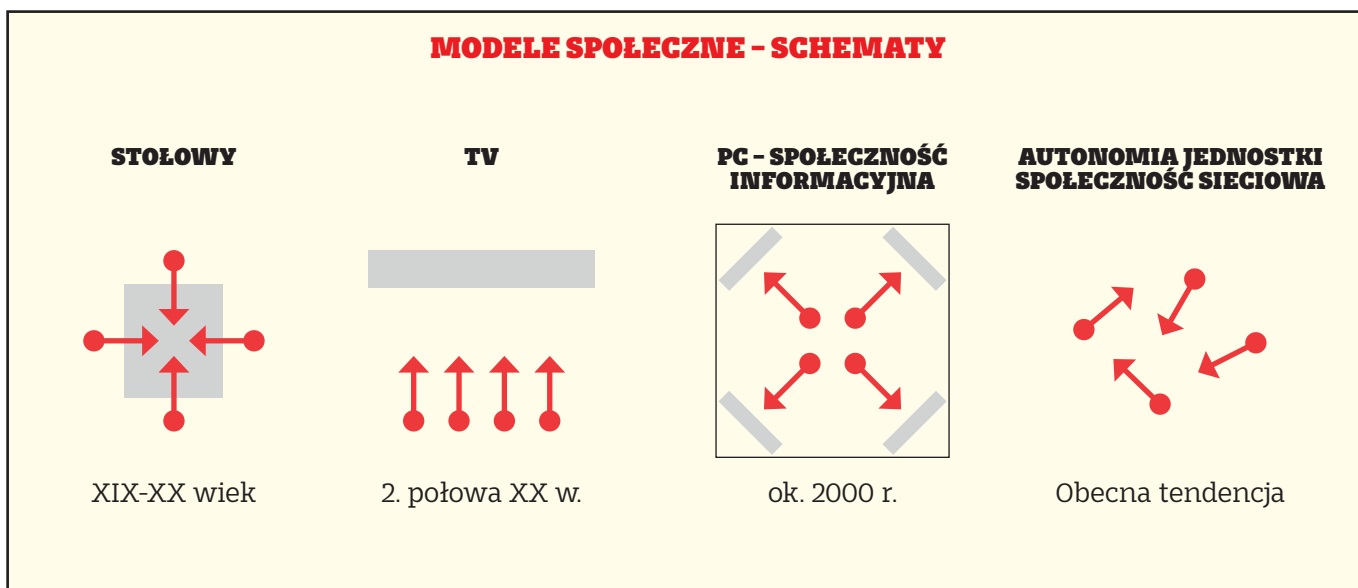 MODELE SPOŁECZNE – SCHEMATY
STOŁOWY
XIX-XX wiek
TV
2. połowa XX w.
PC – SPOŁECZNOŚĆ
INFORMACYJNA
ok. 2000 r.
AUTONOMIA JEDNOSTKI
SPOŁECZNOŚĆ SIECIOWA
Obecna tendencja